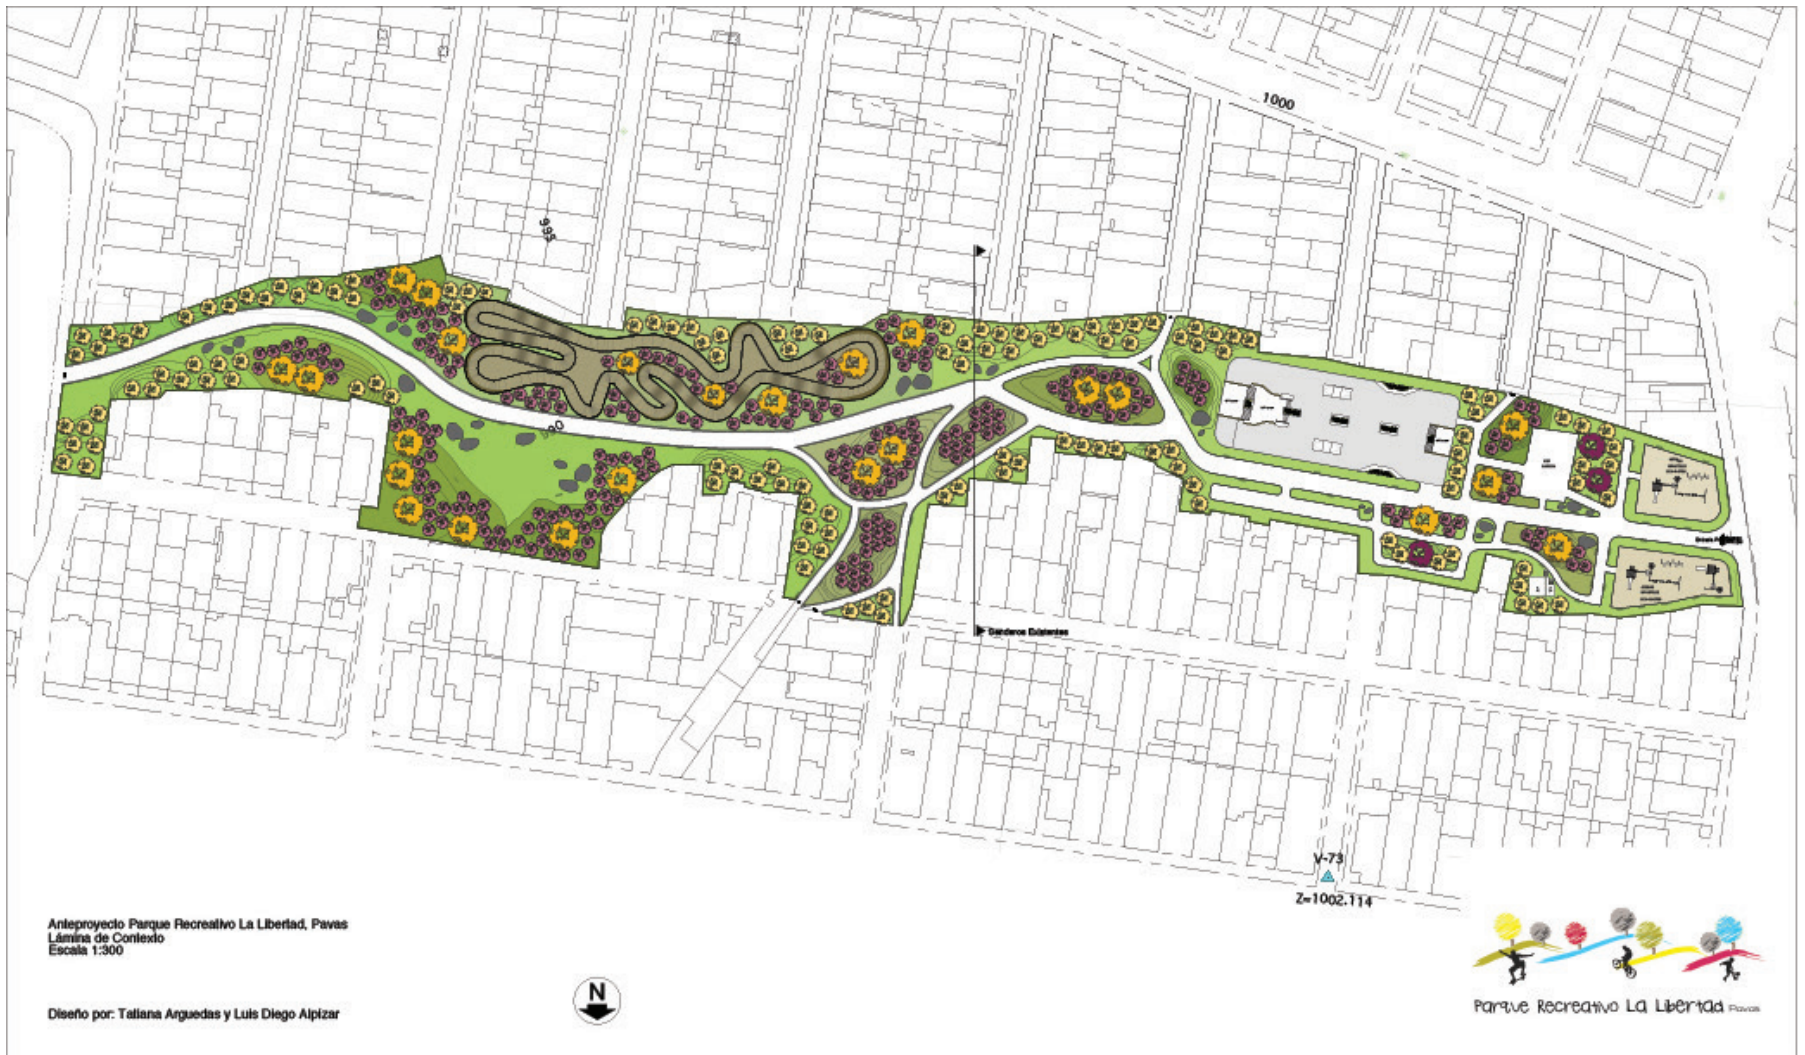 1000
995
90
Senderos Existentes
V-73
Z=1002.114
Anteproyecto Parque Recreativo La Libertad, Pavas
Lámina de Contexto
Escala 1:300
N
Diseño por: Tatiana Arguedas y Luis Diego Alpizar
Parque Recreativo La Libertad Pavas